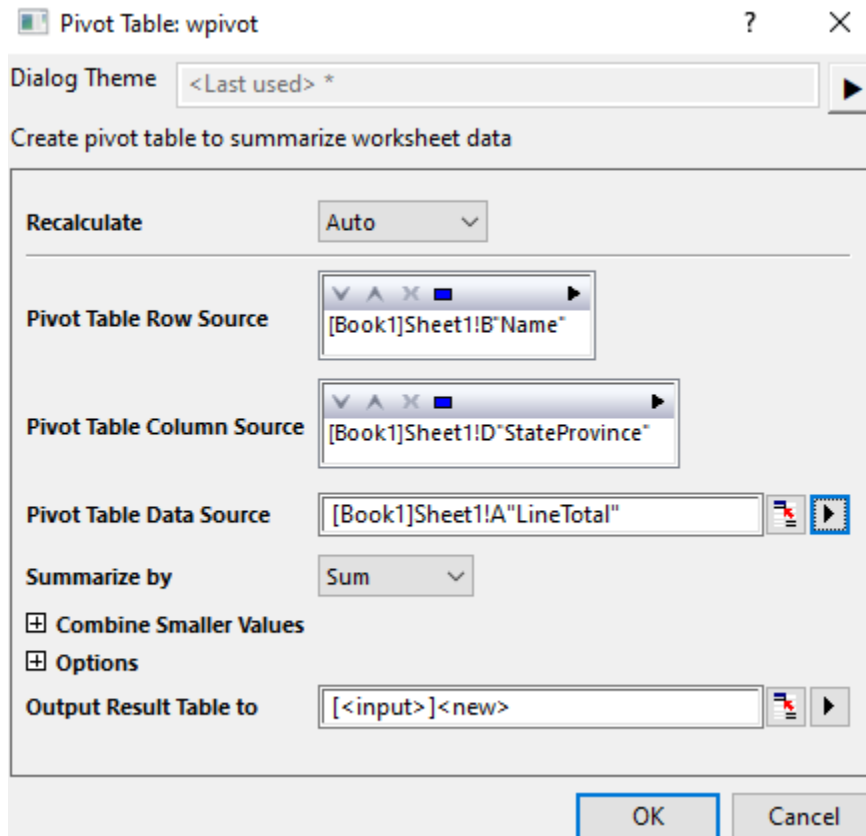 Pivot Table: wpivot ?
Dialog Theme <Last used> *
Create pivot table to summarize worksheet data
Recalculate Auto
Pivot Table Row Source [Book1]Sheet1!B"Name"
Pivot Table Column Source [Book1]Sheet1!D"StateProvince"
Pivot Table Data Source [Book1]Sheet1!A"LineTotal"
Summarize by Sum
Combine Smaller Values
Options
Output Result Table to [<input>]<new>
OK Cancel